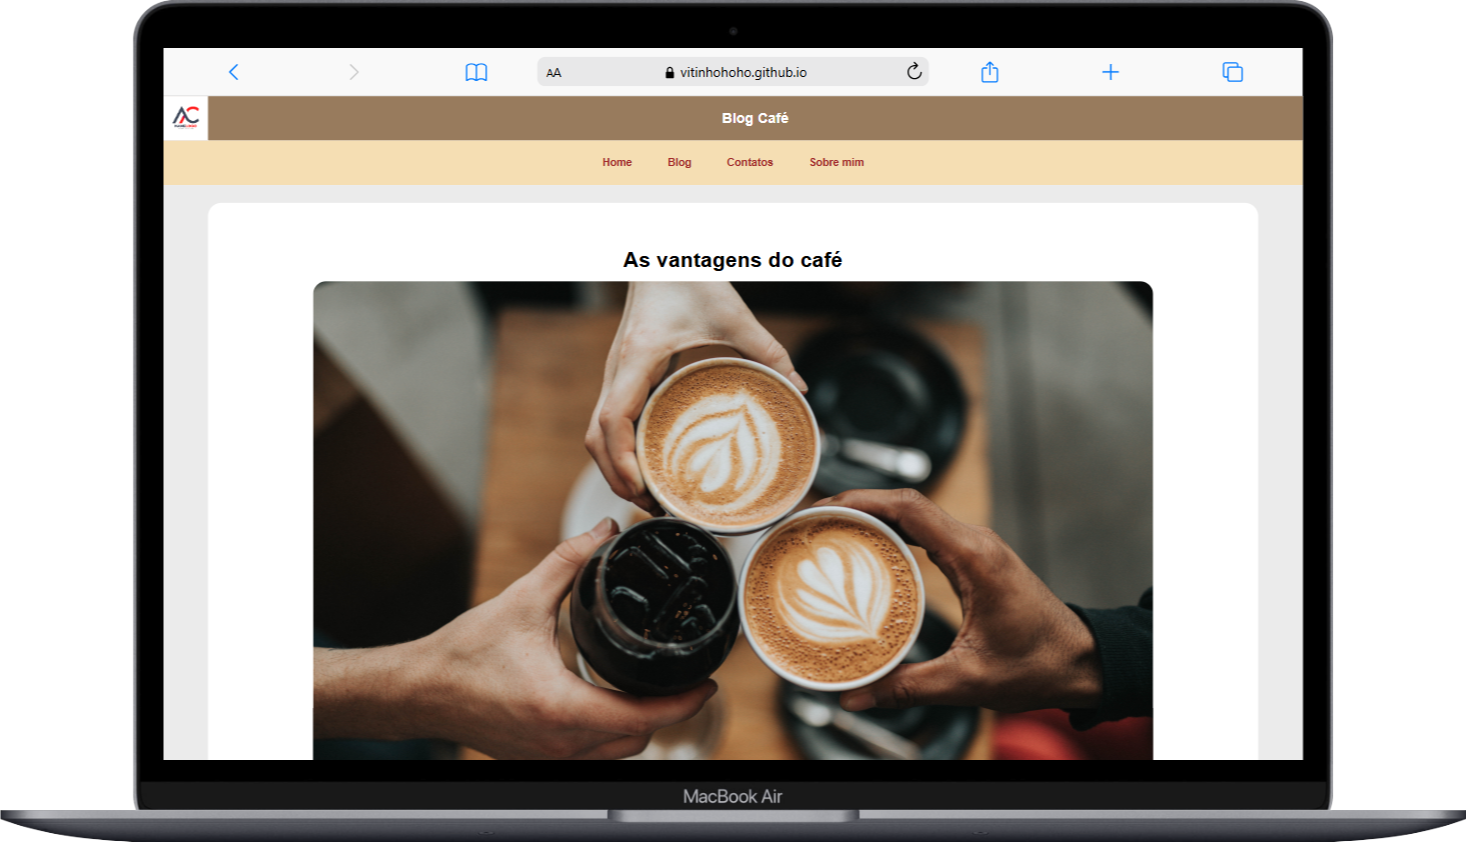 AA vitinhohoho.github.io
AC
Blog Café
Home Blog Contatos Sobre mim
As vantagens do café
MacBook Air